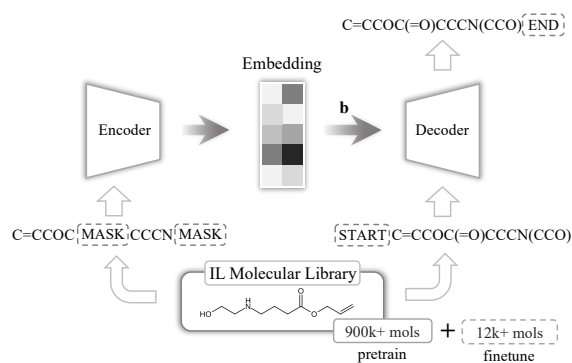 C=CCOC(=O)CCCN(CCO) END
Embedding
Encoder
b
Decoder
C=CCOC MASK CCCN MASK
START C=CCOC(=O)CCCN(CCO)
IL Molecular Library
HO
H
N
O
O
900k+ mols + 12k+ mols
pretrain finetune